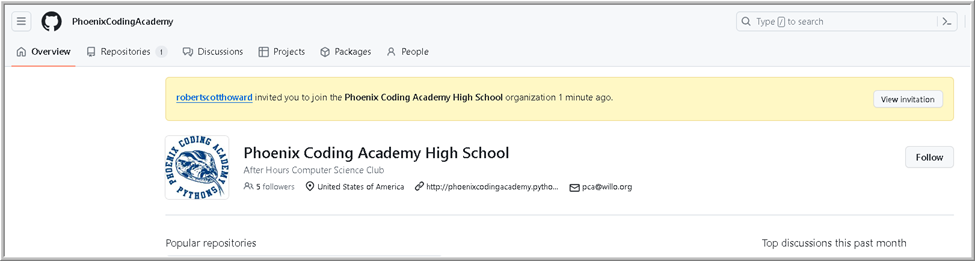 PhoenixCodingAcademy
Type / to search
Overview Repositories 1 Discussions Projects Packages People
robertscotthoward invited you to join the Phoenix Coding Academy High School organization 1 minute ago.
View invitation
PHOENIX CODING ACADEMY
PYTHONS
Phoenix Coding Academy High School
Follow
After Hours Computer Science Club
5 followers United States of America http://phoenixcodingacademy.pytho... pca@willo.org
Popular repositories
Top discussions this past month